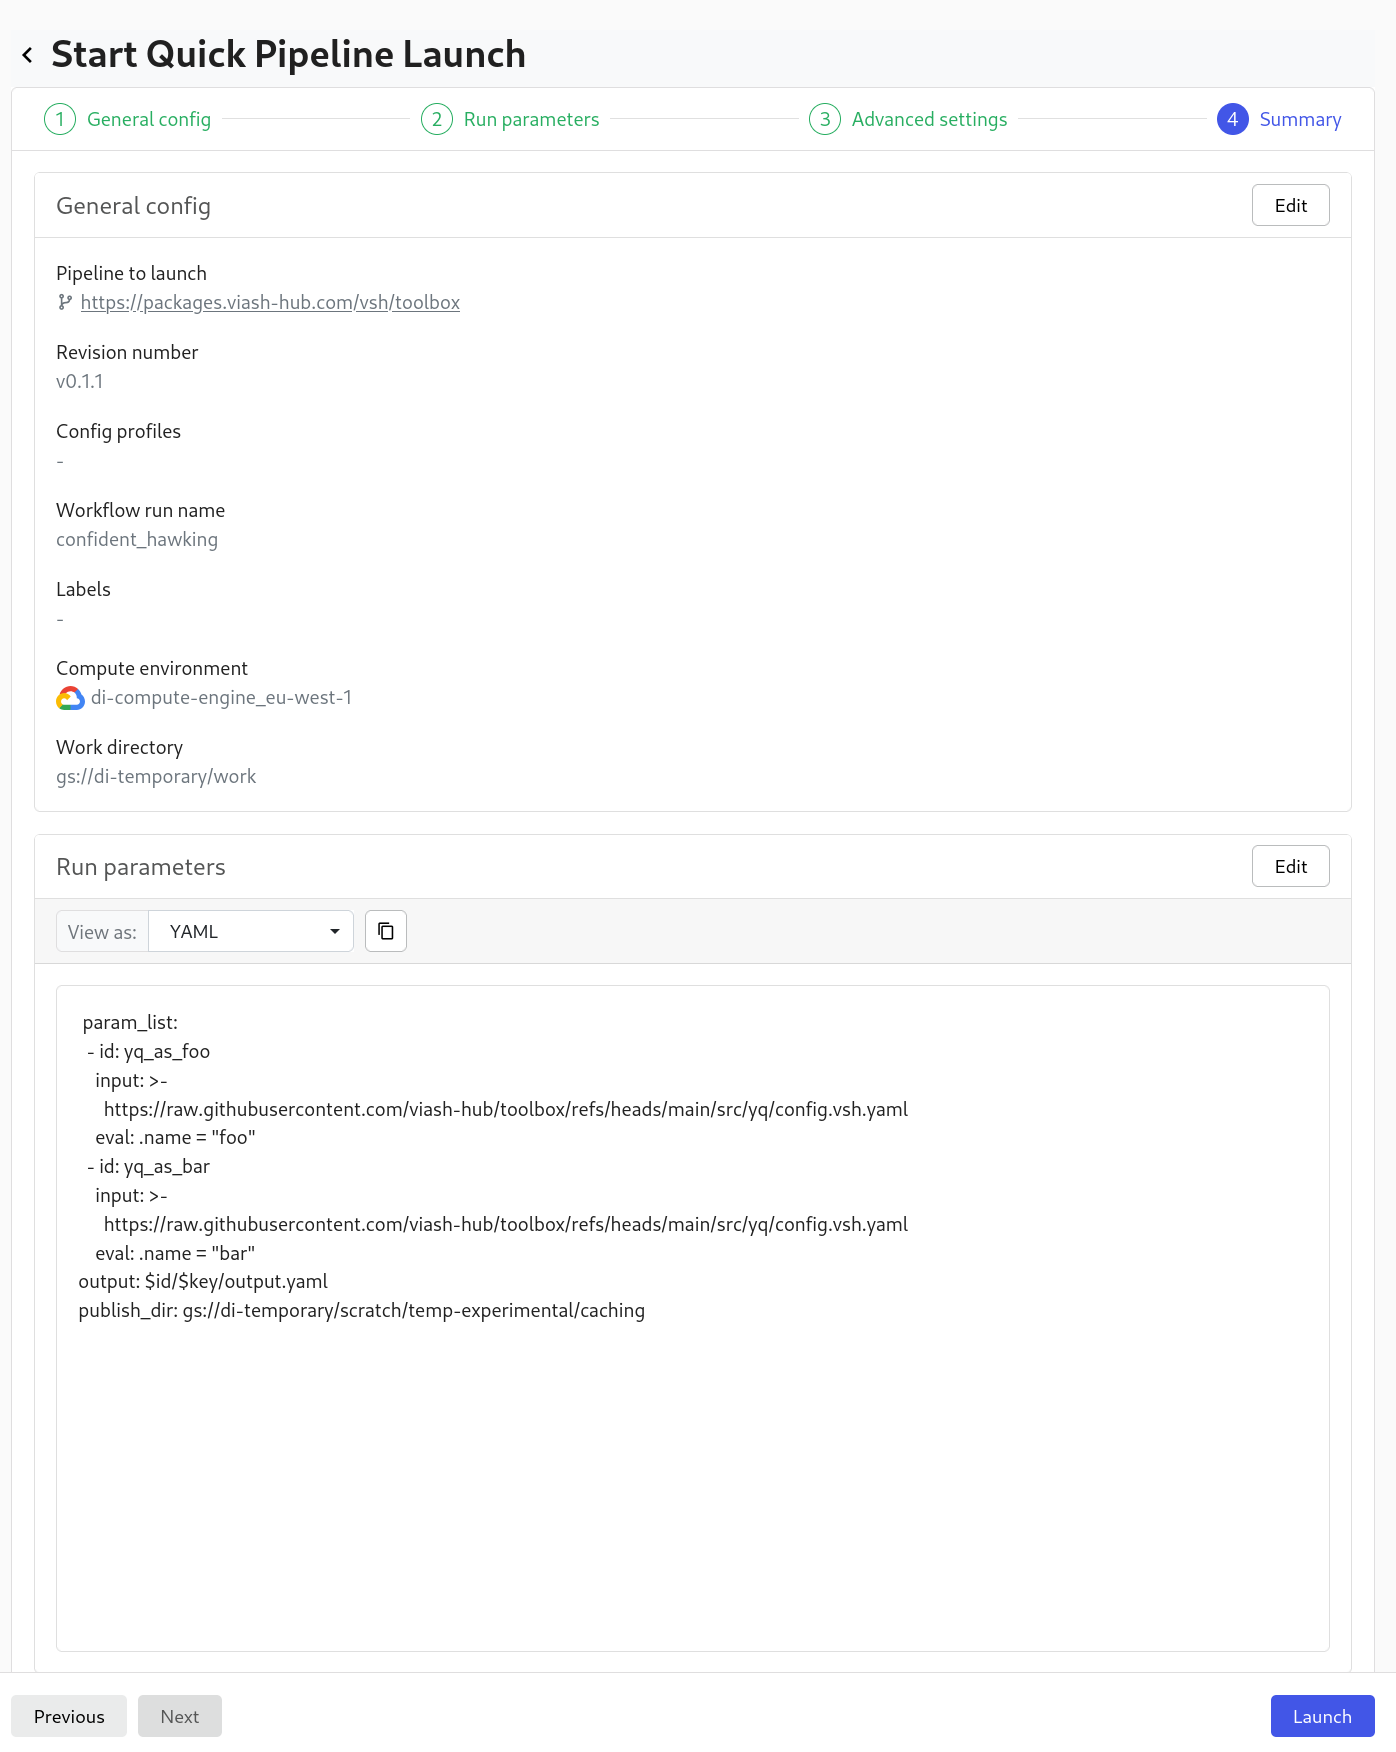 Start Quick Pipeline Launch
1 General config 2 Run parameters 3 Advanced settings 4 Summary
General config Edit
Pipeline to launch
https://packages.viash-hub.com/vsh/toolbox
Revision number
v0.1.1
Config profiles
-
Workflow run name
confident_hawking
Labels
-
Compute environment
di-compute-engine_eu-west-1
Work directory
gs://di-temporary/work
Run parameters Edit
View as: YAML
param_list:
- id: yq_as_foo
input: >-
https://raw.githubusercontent.com/viash-hub/toolbox/refs/heads/main/src/yq/config.vsh.yaml
eval: .name = "foo"
- id: yq_as_bar
input: >-
https://raw.githubusercontent.com/viash-hub/toolbox/refs/heads/main/src/yq/config.vsh.yaml
eval: .name = "bar"
output: $id/$key/output.yaml
publish_dir: gs://di-temporary/scratch/temp-experimental/caching
Previous Next Launch